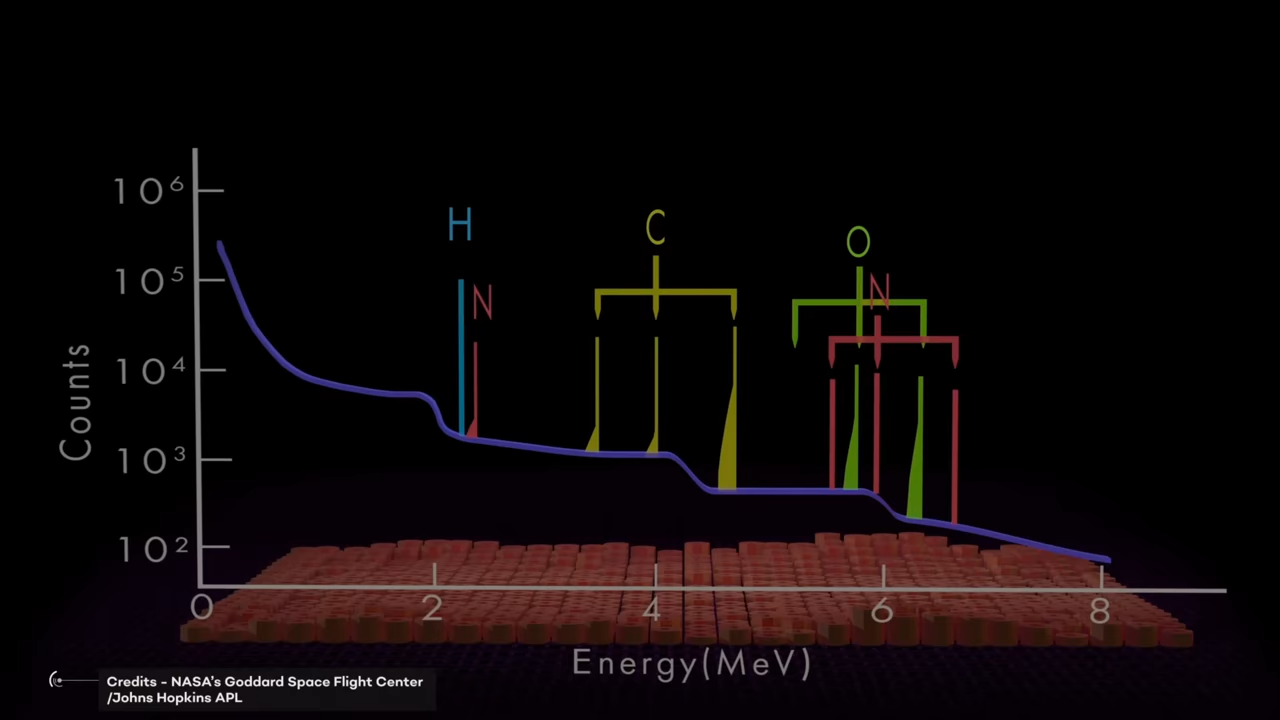 10⁶
H
C
O
N
N
10⁵
10⁴
Counts
10³
10²
0
2
4
6
8
Energy(MeV)
Credits - NASA's Goddard Space Flight Center
/Johns Hopkins APL